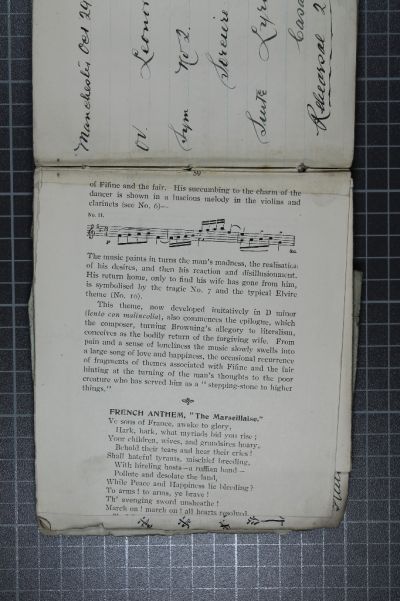 Manchester Oct 29
Ov Leonor
Sym No 2.
Suite Lyri
Rehearsal 2
59
of Fifine and the fair. His succumbing to the charm of the
dancer is shown in a luscious melody in the violins and
clarinets (see No. 6)—
No. 11.
The music paints in turns the man's madness, the realisation
of his desires, and then his reaction and disillusionment.
His return home, only to find his wife has gone from him,
is symbolised by the tragic No. 7 and the typical Elvire
theme (No. 10).
This theme, now developed imitatively in D minor
(lento con malincolia), also commences the epilogue, which
the composer, turning Browning's allegory to literalism,
conceives as the bodily return of the forgiving wife. From
pain and a sense of loneliness the music slowly swells into
a large song of love and happiness, the occasional recurrence
of fragments of themes associated with Fifine and the fair
hinting at the turning of the man's thoughts to the poor
creature who has served him as a "stepping-stone to higher
things."
FRENCH ANTHEM, "The Marseillaise."
Ye sons of France, awake to glory,
Hark, hark, what myriads bid you rise;
Your children, wives, and grandsires hoary,
Behold their tears and hear their cries!
Shall hateful tyrants, mischief breeding,
With hireling hosts—a ruffian band—
Pollute and desolate the land,
While Peace and Happiness lie bleeding?
To arms! to arms, ye brave!
Th' avenging sword unsheathe!
March on! march on! all hearts resolved